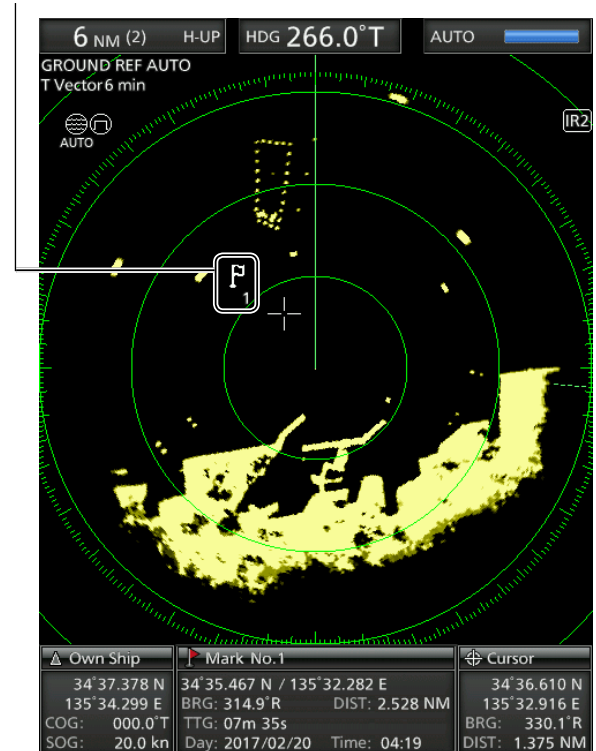 6 NM (2) H-UP HDG 266.0°T AUTO
GROUND REF AUTO
T Vector 6 min
AUTO
IR2
1
Own Ship
34°37.378 N
135°34.299 E
COG: 000.0°T
SOG: 20.0 kn
Mark No.1
34°35.467 N / 135°32.282 E
BRG: 314.9°R DIST: 2.528 NM
TTG: 07m 35s
Day: 2017/02/20 Time: 04:19
Cursor
34°36.610 N
135°32.916 E
BRG: 330.1°R
DIST: 1.375 NM